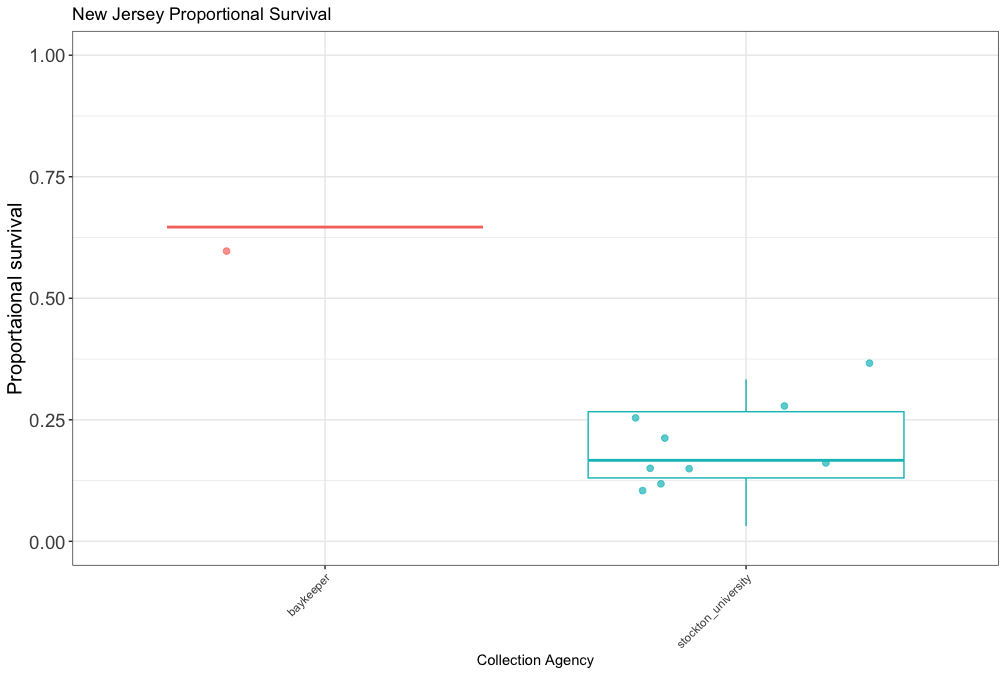 New Jersey Proportional Survival
1.00
0.75
0.50
0.25
0.00
Proportaional survival
baykeeper
stockton_university
Collection Agency